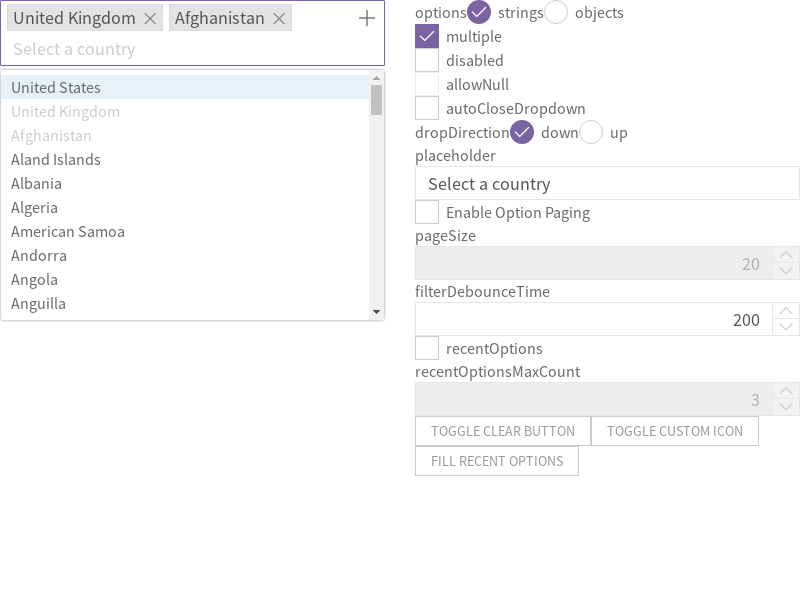 United Kingdom
Afghanistan
Select a country
United States
United Kingdom
Afghanistan
Aland Islands
Albania
Algeria
American Samoa
Andorra
Angola
Anguilla
options strings objects
multiple
disabled
allowNull
autoCloseDropdown
dropDirection down up
placeholder
Select a country
Enable Option Paging
pageSize
20
filterDebounceTime
200
recentOptions
recentOptionsMaxCount
3
TOGGLE CLEAR BUTTON TOGGLE CUSTOM ICON
FILL RECENT OPTIONS